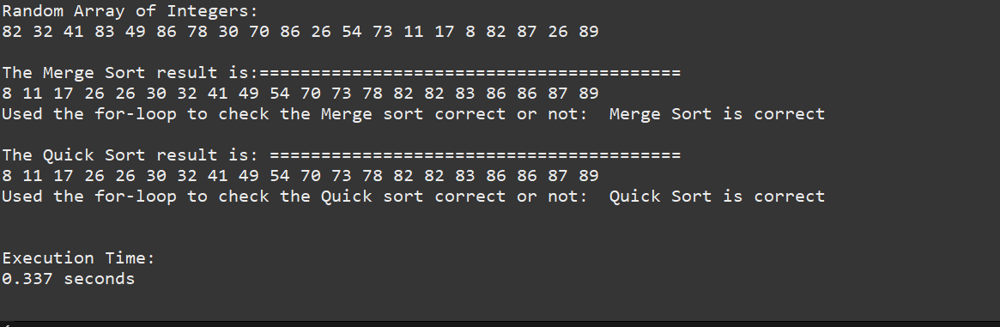 Random Array of Integers:
82 32 41 83 49 86 78 30 70 86 26 54 73 11 17 8 82 87 26 89
The Merge Sort result is:=========================================
8 11 17 26 26 30 32 41 49 54 70 73 78 82 82 83 86 86 87 89
Used the for-loop to check the Merge sort correct or not:  Merge Sort is correct
The Quick Sort result is: ========================================
8 11 17 26 26 30 32 41 49 54 70 73 78 82 82 83 86 86 87 89
Used the for-loop to check the Quick sort correct or not:  Quick Sort is correct
Execution Time:
0.337 seconds